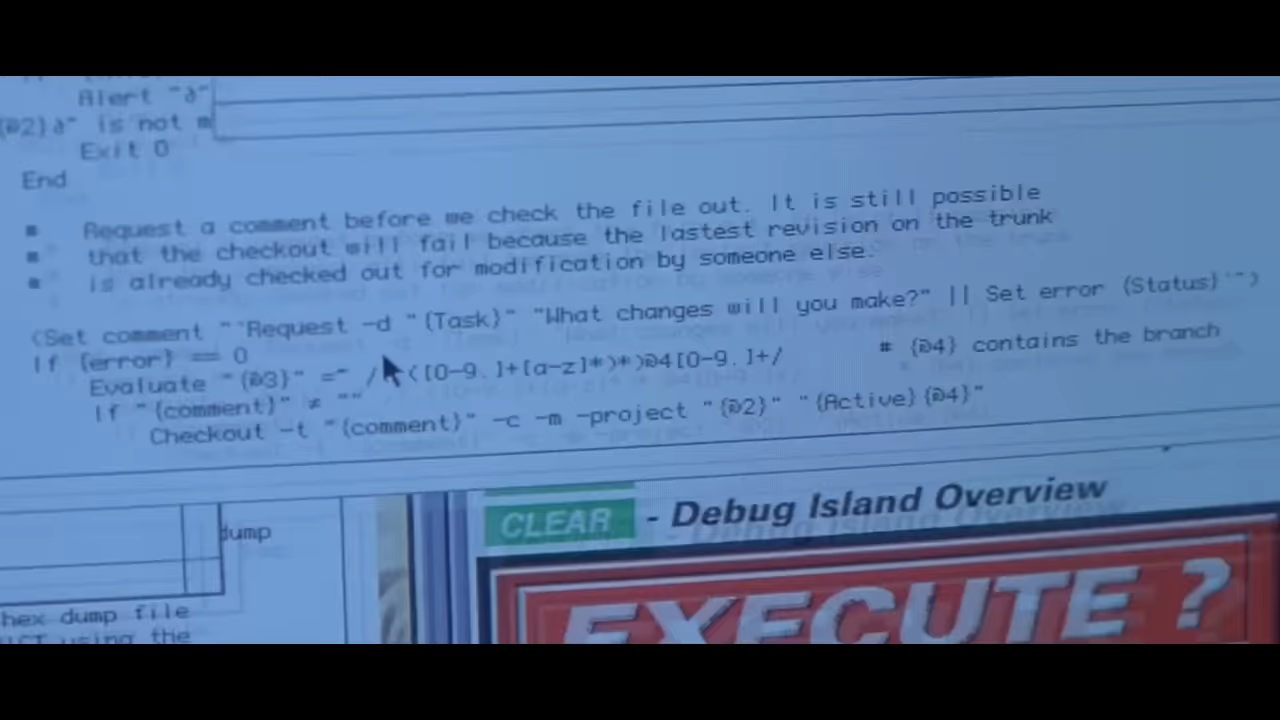 Alert "∂"
{®2}∂" is not m
Exit 0
End
# Request a comment before we check the file out. It is still possible
# that the checkout will fail because the lastest revision on the trunk
# is already checked out for modification by someone else.
(Set comment "`Request -d "{Task}" "What changes will you make?" || Set error {Status}`")
If {error} == 0
Evaluate "{®3}" =~ /(([0-9.]+[a-z]*)*)®4[0-9.]+/ # {®4} contains the branch
If "{comment}" ≠ ""
Checkout -t "{comment}" -c -m -project "{®2}" "{Active}{®4}"
CLEAR - Debug Island Overview
dump
EXECUTE ?
hex dump file
using the